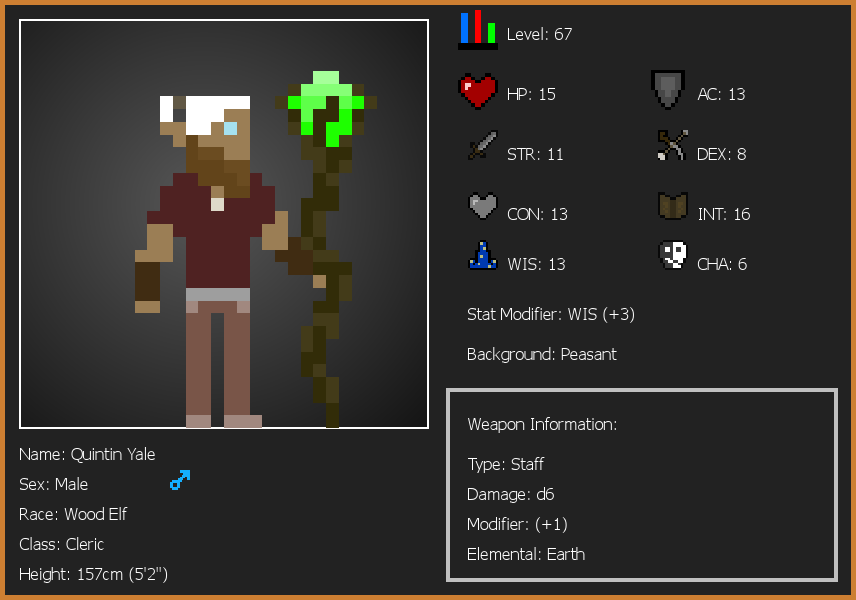 Level: 67
HP: 15
AC: 13
STR: 11
DEX: 8
CON: 13
INT: 16
WIS: 13
CHA: 6
Stat Modifier: WIS (+3)
Background: Peasant
Weapon Information:
Type: Staff
Damage: d6
Modifier: (+1)
Elemental: Earth
Name: Quintin Yale
Sex: Male
Race: Wood Elf
Class: Cleric
Height: 157cm (5'2")